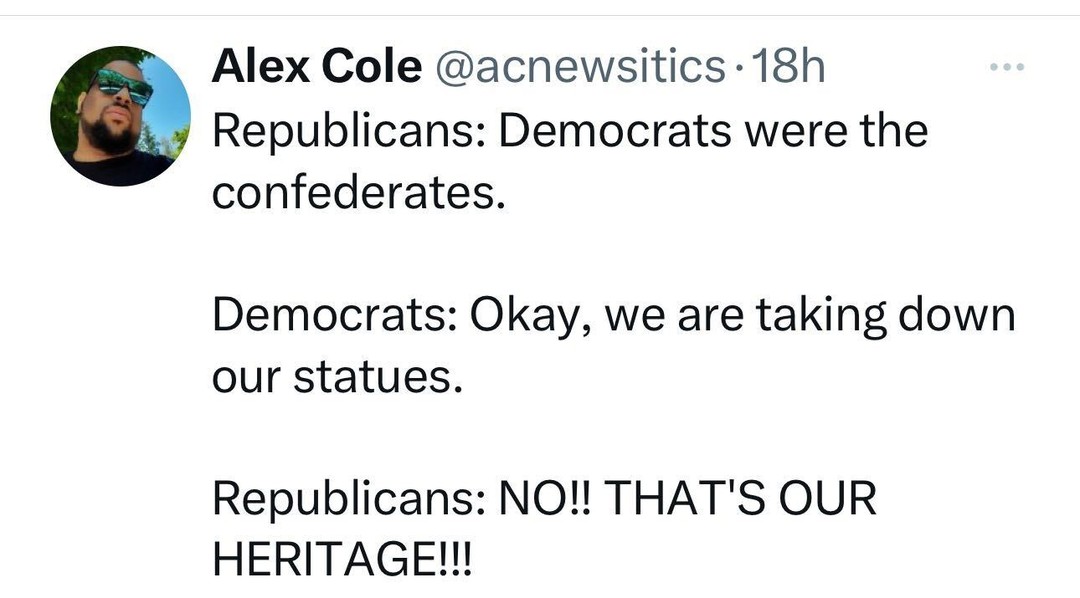 Alex Cole @acnewsitics · 18h
Republicans: Democrats were the
confederates.
Democrats: Okay, we are taking down
our statues.
Republicans: NO!! THAT'S OUR
HERITAGE!!!